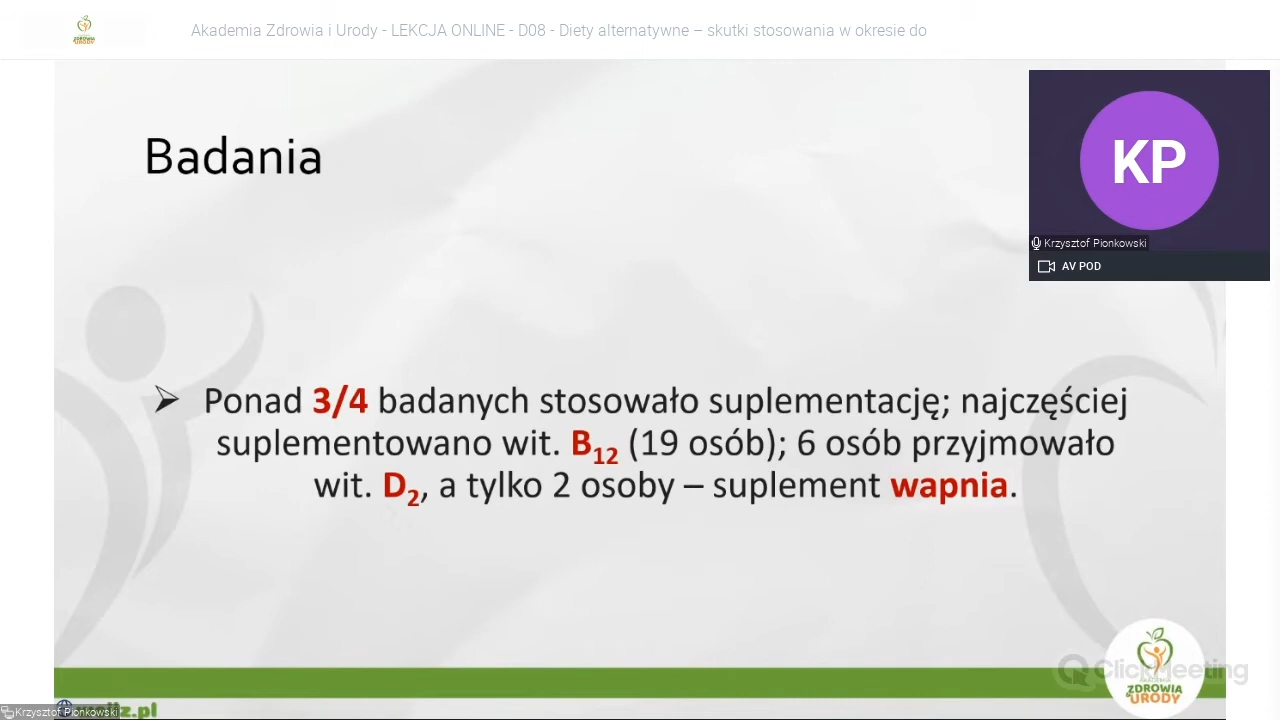 Akademia Zdrowia i Urody - LEKCJA ONLINE - D08 - Diety alternatywne – skutki stosowania w okresie do
Badania
KP
Krzysztof Pionkowski
AV POD
➢ Ponad 3/4 badanych stosowało suplementację; najczęściej
suplementowano wit. B12 (19 osób); 6 osób przyjmowało
wit. D2, a tylko 2 osoby – suplement wapnia.
ClickMeeting
AKADEMIA
ZDROWIA
& URODY
Krzysztof Pionkowski